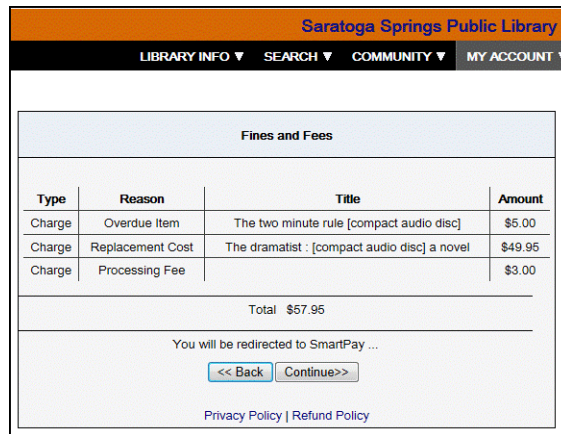 Saratoga Springs Public Library
LIBRARY INFO ▼ SEARCH ▼ COMMUNITY ▼ MY ACCOUNT
Fines and Fees
Type Reason Title Amount
Charge Overdue Item The two minute rule [compact audio disc] $5.00
Charge Replacement Cost The dramatist : [compact audio disc] a novel $49.95
Charge Processing Fee $3.00
Total $57.95
You will be redirected to SmartPay ...
<< Back Continue>>
Privacy Policy | Refund Policy